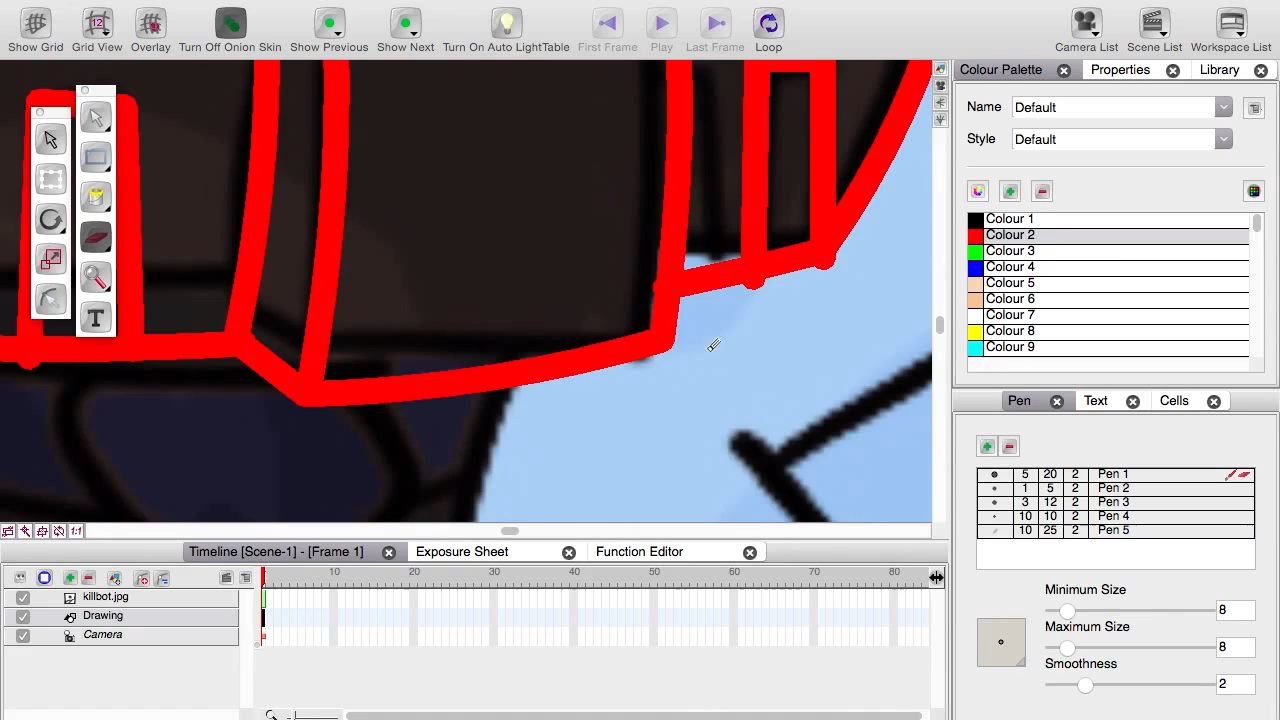 Show Grid Grid View Overlay Turn Off Onion Skin Show Previous Show Next Turn On Auto LightTable First Frame Play Last Frame Loop Camera List Scene List Workspace List
12
Colour Palette Properties Library
Name Default
Style Default
Colour 1
Colour 2
Colour 3
Colour 4
Colour 5
Colour 6
Colour 7
Colour 8
Colour 9
T
Pen Text Cells
5 20 2 Pen 1
1 5 2 Pen 2
3 12 2 Pen 3
10 10 2 Pen 4
10 25 2 Pen 5
Minimum Size
8
Maximum Size
8
Smoothness
2
1:1
Timeline [Scene-1] - [Frame 1] Exposure Sheet Function Editor
10 20 30 40 50 60 70 80
killbot.jpg
Drawing
Camera